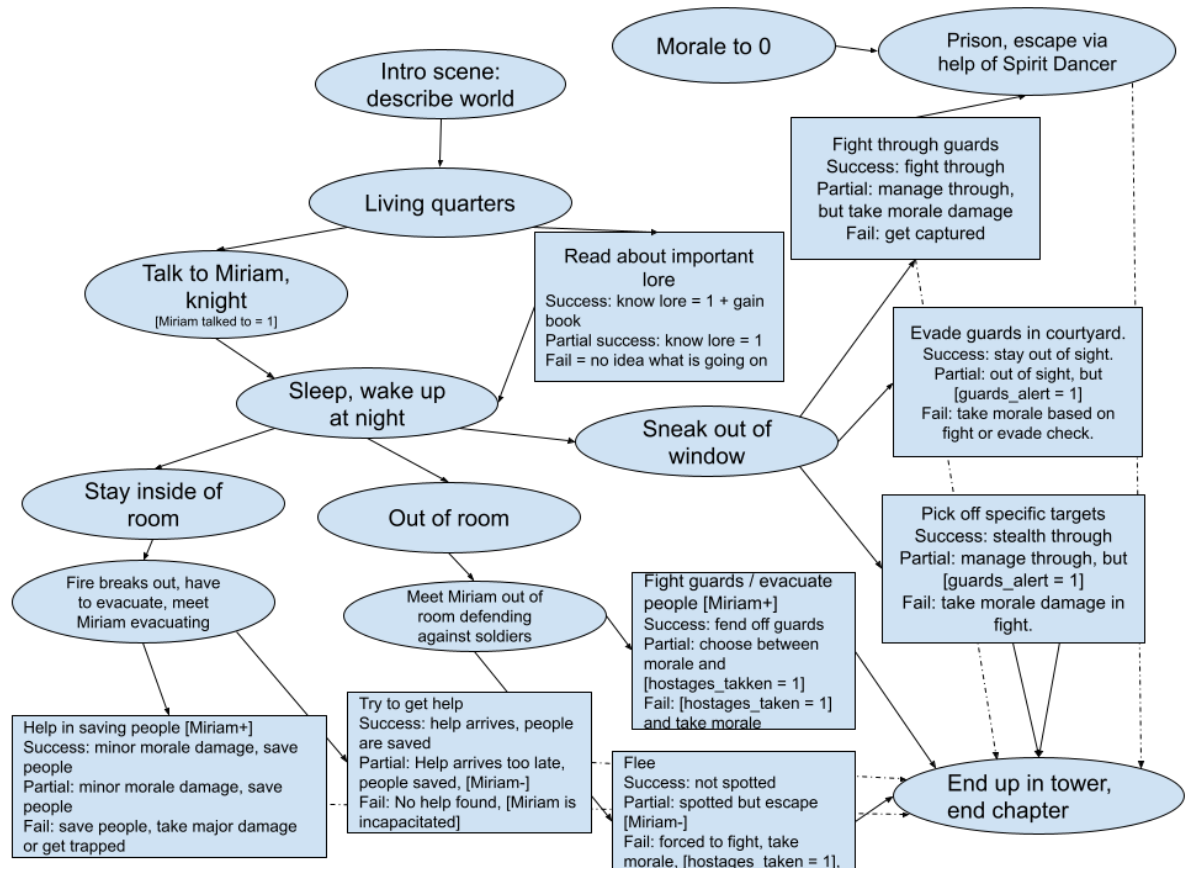 Morale to 0
Prison, escape via
help of Spirit Dancer
Intro scene:
describe world
Fight through guards
Success: fight through
Partial: manage through,
but take morale damage
Fail: get captured
Living quarters
Talk to Miriam,
knight
[Miriam talked to = 1]
Read about important
lore
Success: know lore = 1 + gain
book
Partial success: know lore = 1
Fail = no idea what is going on
Evade guards in courtyard.
Success: stay out of sight.
Partial: out of sight, but
[guards_alert = 1]
Fail: take morale based on
fight or evade check.
Sleep, wake up
at night
Sneak out of
window
Stay inside of
room
Out of room
Pick off specific targets
Success: stealth through
Partial: manage through, but
[guards_alert = 1]
Fail: take morale damage in
fight.
Fire breaks out, have
to evacuate, meet
Miriam evacuating
Meet Miriam out of
room defending
against soldiers
Fight guards / evacuate
people [Miriam+]
Success: fend off guards
Partial: choose between
morale and
[hostages_takken = 1]
Fail: [hostages_taken = 1]
and take morale
Help in saving people [Miriam+]
Success: minor morale damage, save
people
Partial: minor morale damage, save
people
Fail: save people, take major damage
or get trapped
Try to get help
Success: help arrives, people
are saved
Partial: Help arrives too late,
people saved, [Miriam-]
Fail: No help found, [Miriam is
incapacitated]
Flee
Success: not spotted
Partial: spotted but escape
[Miriam-]
Fail: forced to fight, take
morale, [hostages_taken = 1],
End up in tower,
end chapter